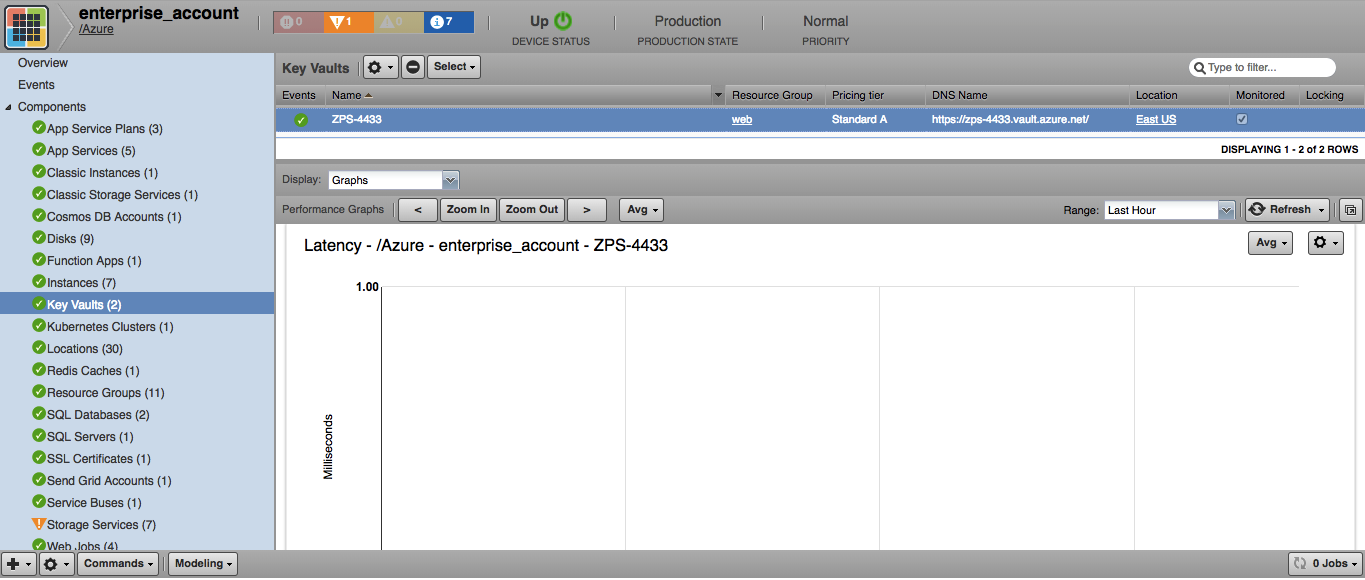 enterprise_account
/Azure
0 1 0 7
Up
DEVICE STATUS
Production
PRODUCTION STATE
Normal
PRIORITY
Overview
Events
Components
App Service Plans (3)
App Services (5)
Classic Instances (1)
Classic Storage Services (1)
Cosmos DB Accounts (1)
Disks (9)
Function Apps (1)
Instances (7)
Key Vaults (2)
Kubernetes Clusters (1)
Locations (30)
Redis Caches (1)
Resource Groups (11)
SQL Databases (2)
SQL Servers (1)
SSL Certificates (1)
Send Grid Accounts (1)
Service Buses (1)
Storage Services (7)
Web Jobs (4)
Key Vaults Select Type to filter...
Events Name Resource Group Pricing tier DNS Name Location Monitored Locking
ZPS-4433 web Standard A https://zps-4433.vault.azure.net/ East US
DISPLAYING 1 - 2 of 2 ROWS
Display: Graphs
Performance Graphs < Zoom In Zoom Out > Avg Range: Last Hour Refresh
Latency - /Azure - enterprise_account - ZPS-4433 Avg
1.00
Milliseconds
Commands Modeling 0 Jobs